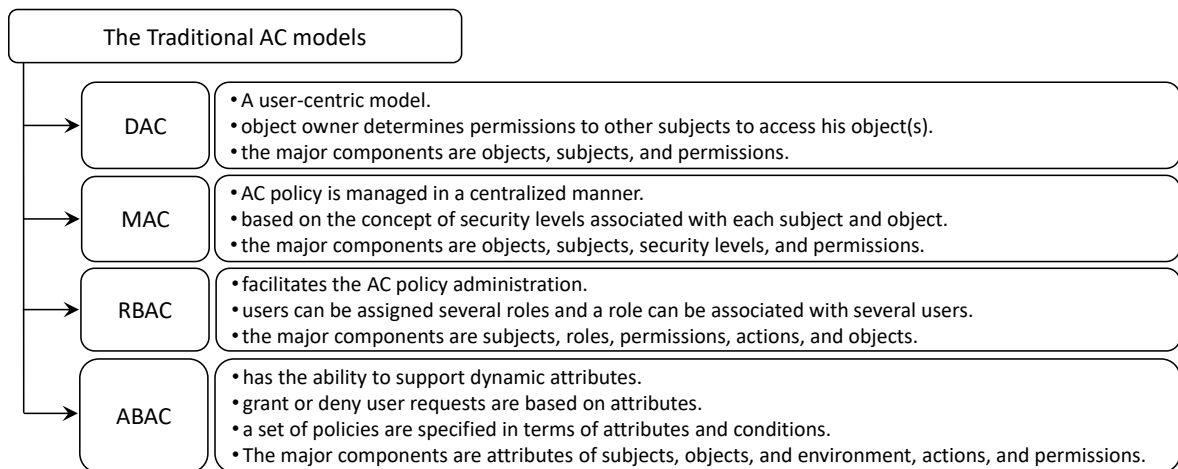 The Traditional AC models
DAC
• A user-centric model.
• object owner determines permissions to other subjects to access his object(s).
• the major components are objects, subjects, and permissions.
MAC
• AC policy is managed in a centralized manner.
• based on the concept of security levels associated with each subject and object.
• the major components are objects, subjects, security levels, and permissions.
RBAC
• facilitates the AC policy administration.
• users can be assigned several roles and a role can be associated with several users.
• the major components are subjects, roles, permissions, actions, and objects.
ABAC
• has the ability to support dynamic attributes.
• grant or deny user requests are based on attributes.
• a set of policies are specified in terms of attributes and conditions.
• The major components are attributes of subjects, objects, and environment, actions, and permissions.